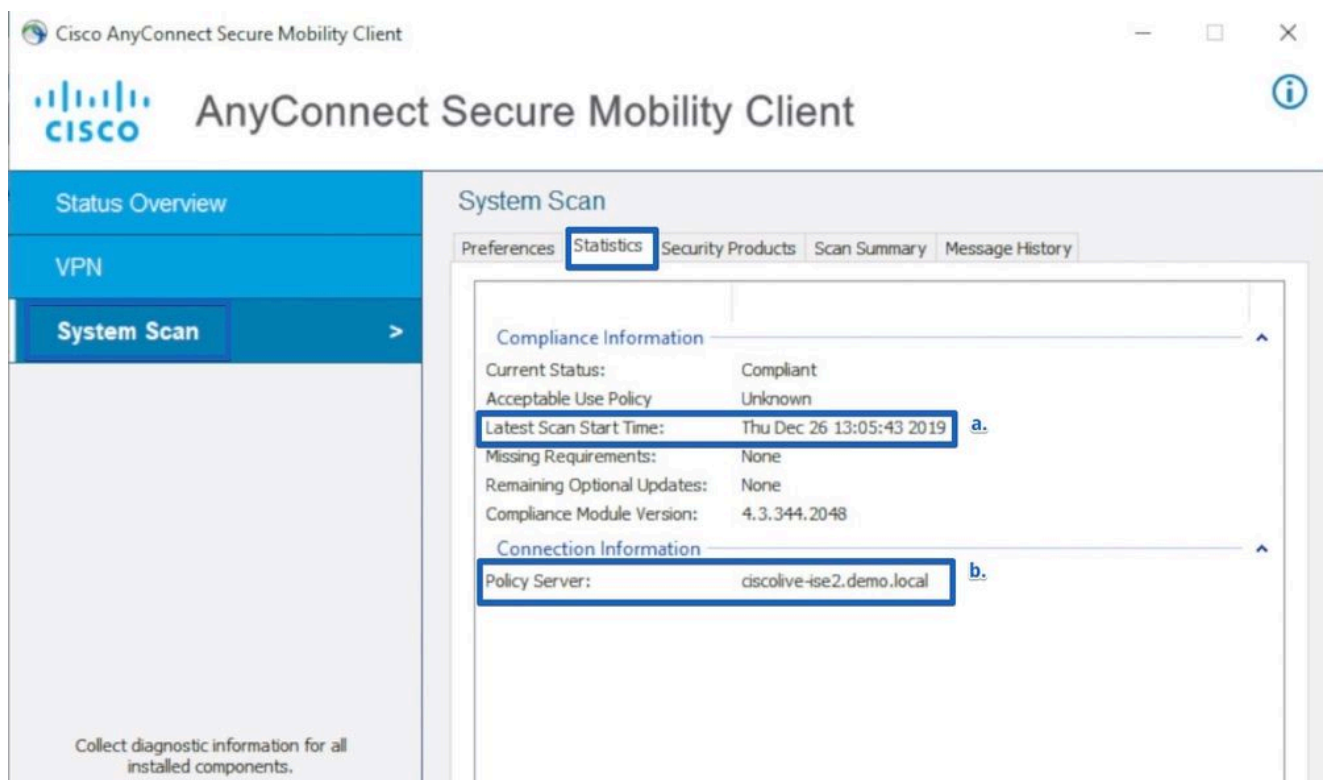 Cisco AnyConnect Secure Mobility Client
CISCO
AnyConnect Secure Mobility Client
Status Overview
VPN
System Scan >
System Scan
Preferences Statistics Security Products Scan Summary Message History
Compliance Information
Current Status: Compliant
Acceptable Use Policy Unknown
Latest Scan Start Time: Thu Dec 26 13:05:43 2019 a.
Missing Requirements: None
Remaining Optional Updates: None
Compliance Module Version: 4.3.344.2048
Connection Information
Policy Server: ciscolive-ise2.demo.local b.
Collect diagnostic information for all
installed components.